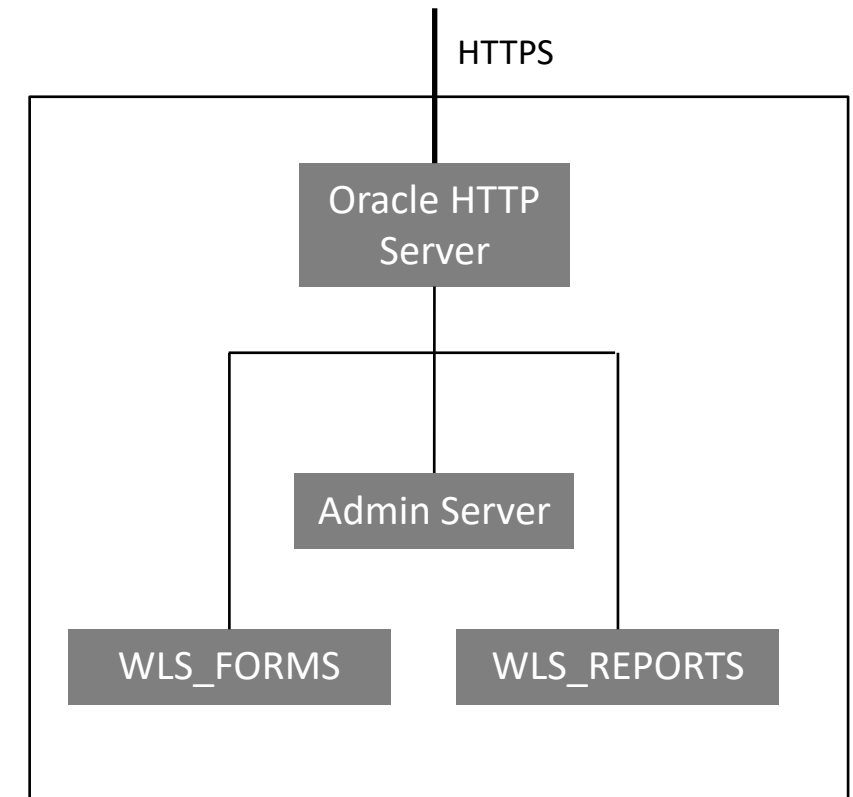 HTTPS
Oracle HTTP
Server
Admin Server
WLS_FORMS
WLS_REPORTS